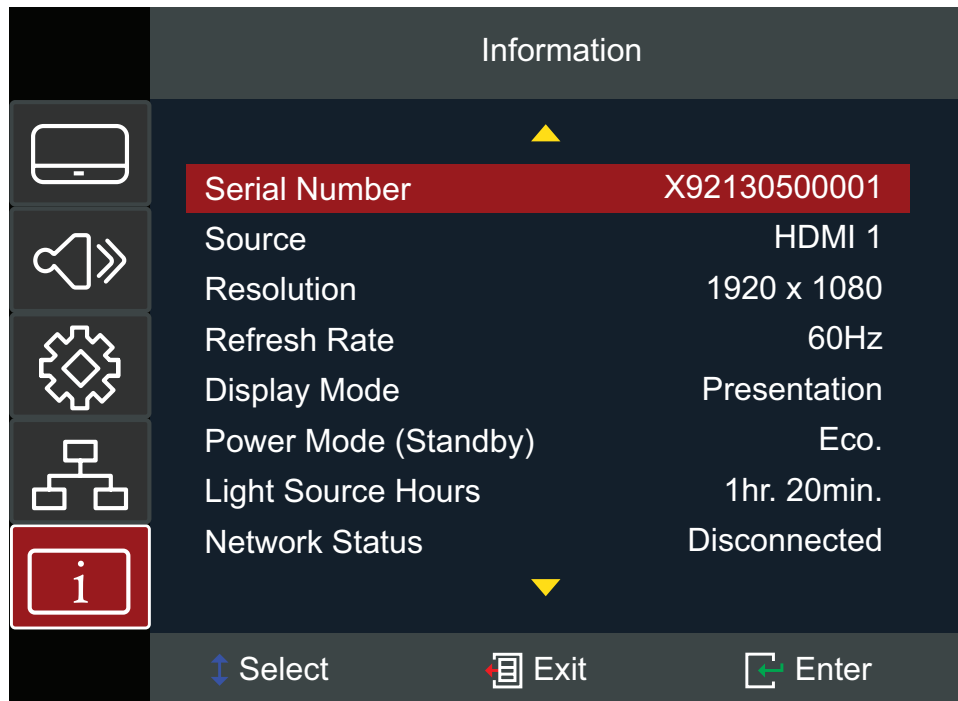 Information
Serial Number X92130500001
Source HDMI 1
Resolution 1920 x 1080
Refresh Rate 60Hz
Display Mode Presentation
Power Mode (Standby) Eco.
Light Source Hours 1hr. 20min.
Network Status Disconnected
i
Select Exit Enter